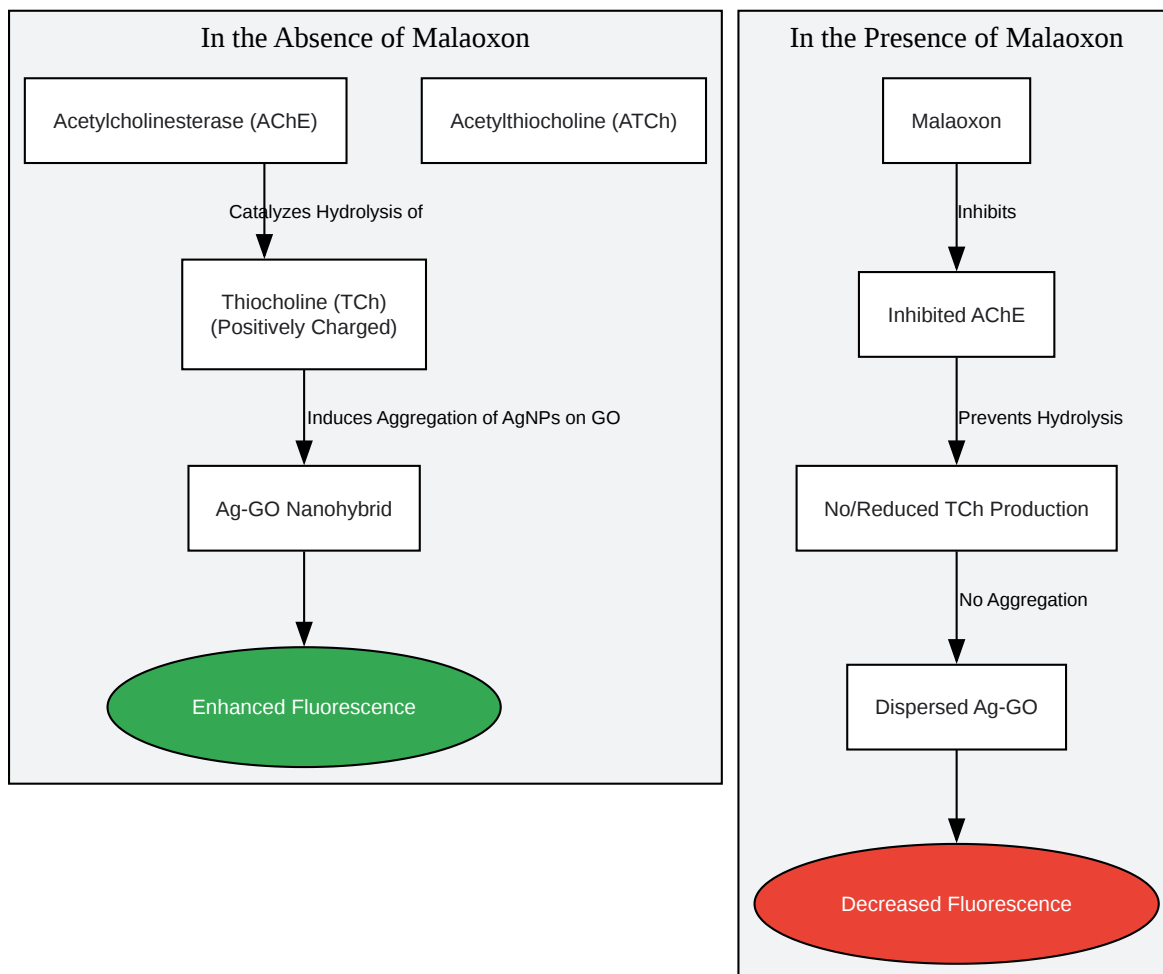 In the Absence of Malaoxon
Acetylcholinesterase (AChE)
Acetylthiocholine (ATCh)
Catalyzes Hydrolysis of
Thiocholine (TCh)
(Positively Charged)
Induces Aggregation of AgNPs on GO
Ag-GO Nanohybrid
Enhanced Fluorescence
In the Presence of Malaoxon
Malaoxon
Inhibits
Inhibited AChE
Prevents Hydrolysis
No/Reduced TCh Production
No Aggregation
Dispersed Ag-GO
Decreased Fluorescence